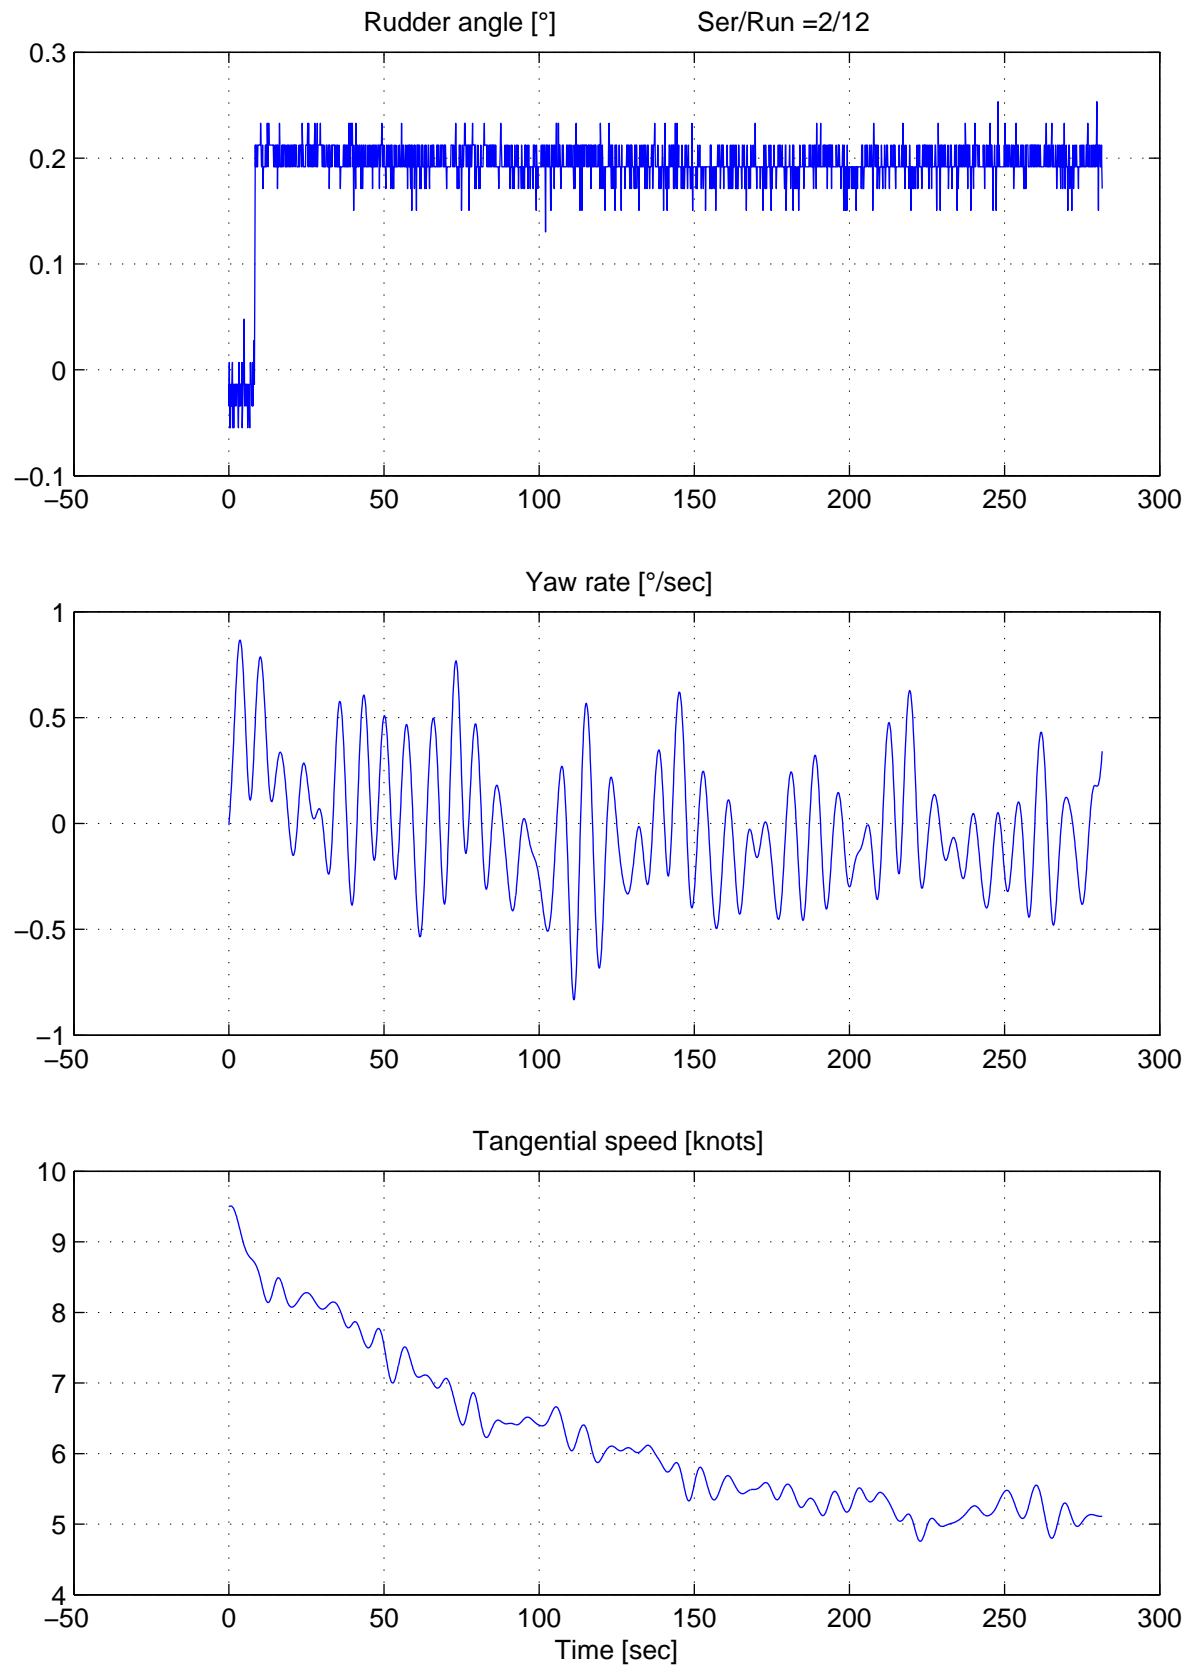 Rudder angle [°] Ser/Run =2/12
0.3
0.2
0.1
0
−0.1
−50 0 50 100 150 200 250 300
Yaw rate [°/sec]
1
0.5
0
−0.5
−1
−50 0 50 100 150 200 250 300
Tangential speed [knots]
10
9
8
7
6
5
4
−50 0 50 100 150 200 250 300
Time [sec]